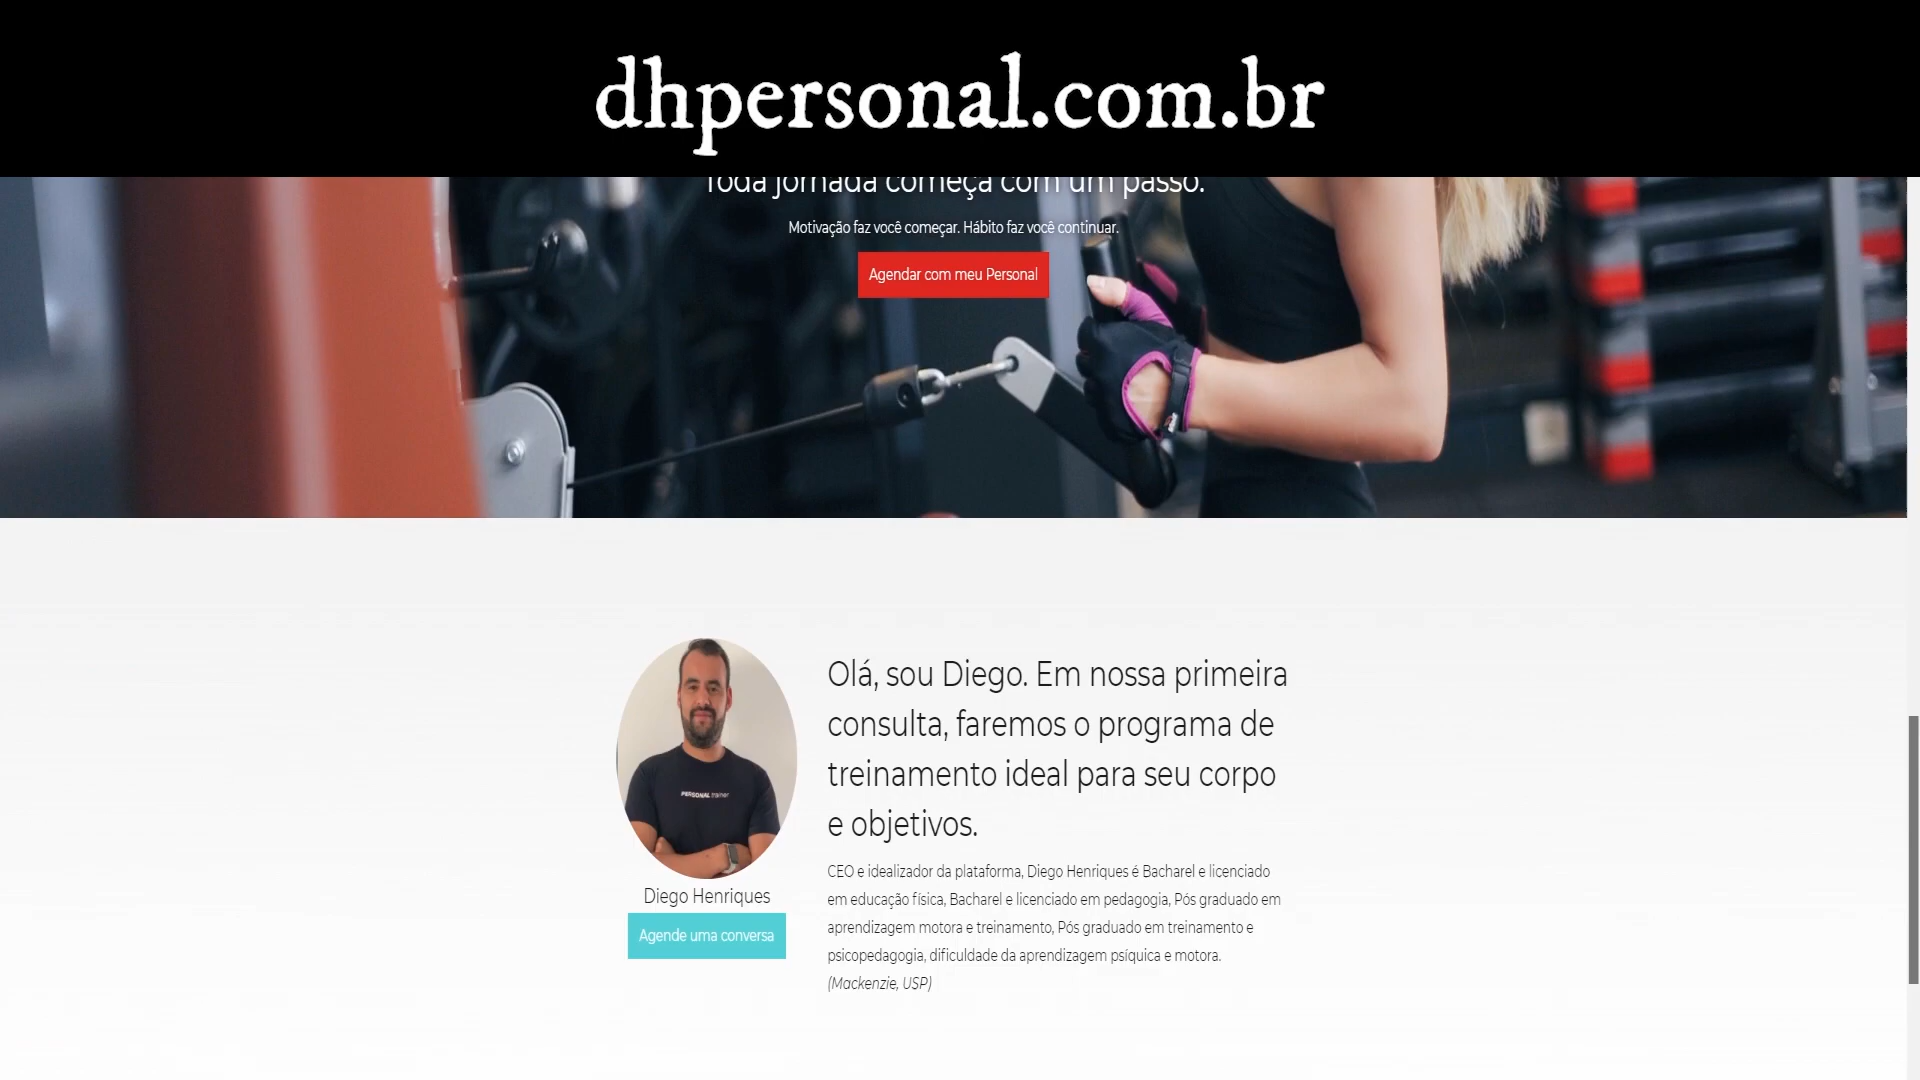 dhpersonal.com.br
Toda jornada começa com um passo.
Motivação faz você começar. Hábito faz você continuar.
Agendar com meu Personal
Olá, sou Diego. Em nossa primeira
consulta, faremos o programa de
treinamento ideal para seu corpo
e objetivos.
PERSONAL trainer
Diego Henriques
Agende uma conversa
CEO e idealizador da plataforma, Diego Henriques é Bacharel e licenciado
em educação física, Bacharel e licenciado em pedagogia, Pós graduado em
aprendizagem motora e treinamento, Pós graduado em treinamento e
psicopedagogia, dificuldade da aprendizagem psíquica e motora.
(Mackenzie, USP)